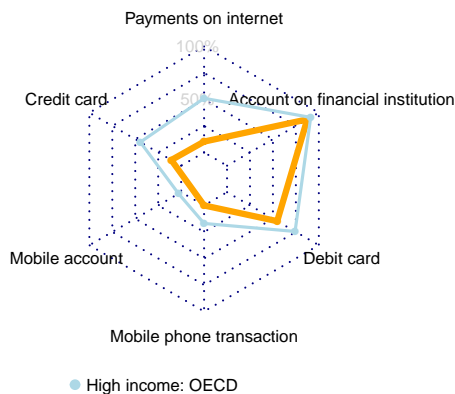 Payments on internet
100%
Credit card
50%
Account on financial institution
Mobile account
Debit card
Mobile phone transaction
High income: OECD